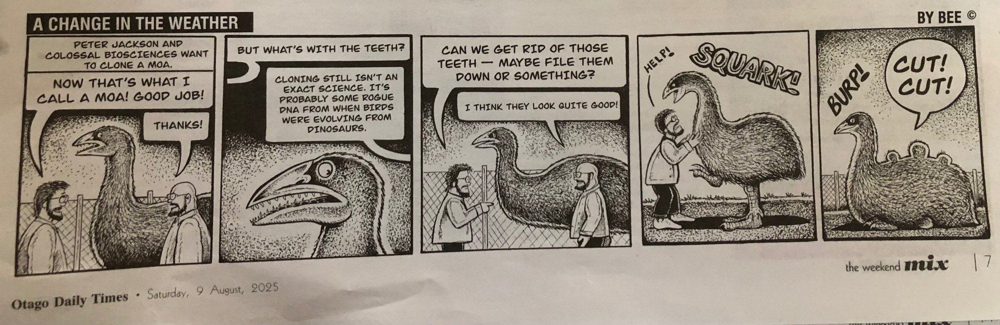 A CHANGE IN THE WEATHER
BY BEE ©
PETER JACKSON AND
COLOSSAL BIOSCIENCES WANT
TO CLONE A MOA.
NOW THAT'S WHAT I
CALL A MOA! GOOD JOB!
THANKS!
BUT WHAT'S WITH THE TEETH?
CLONING STILL ISN'T AN
EXACT SCIENCE. IT'S
PROBABLY SOME ROGUE
DNA FROM WHEN BIRDS
WERE EVOLVING FROM
DINOSAURS.
CAN WE GET RID OF THOSE
TEETH — MAYBE FILE THEM
DOWN OR SOMETHING?
I THINK THEY LOOK QUITE GOOD!
HELP!
SQUARK!
BURP!
CUT!
CUT!
the weekend mix | 7
Otago Daily Times • Saturday, 9 August, 2025